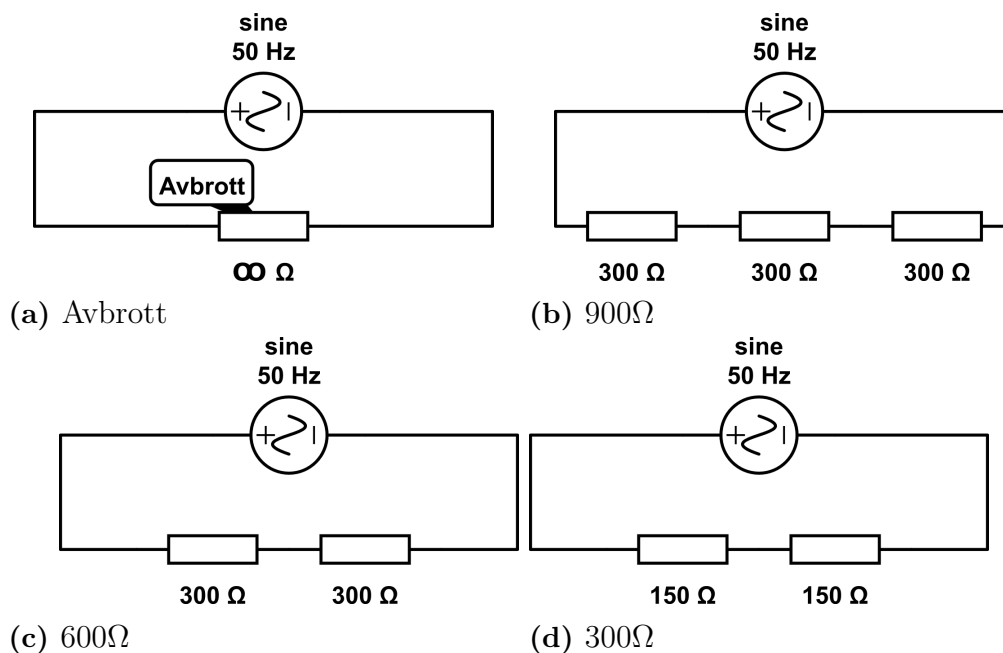 sine
50 Hz
Avbrott
∞ Ω
(a) Avbrott
sine
50 Hz
300 Ω 300 Ω 300 Ω
(b) 900Ω
sine
50 Hz
300 Ω 300 Ω
(c) 600Ω
sine
50 Hz
150 Ω 150 Ω
(d) 300Ω